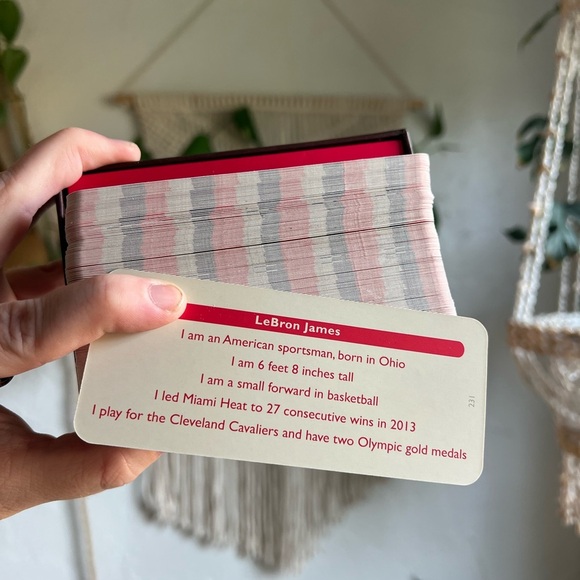 LeBron James
I am an American sportsman, born in Ohio
I am 6 feet 8 inches tall
I am a small forward in basketball
I led Miami Heat to 27 consecutive wins in 2013
I play for the Cleveland Cavaliers and have two Olympic gold medals
231